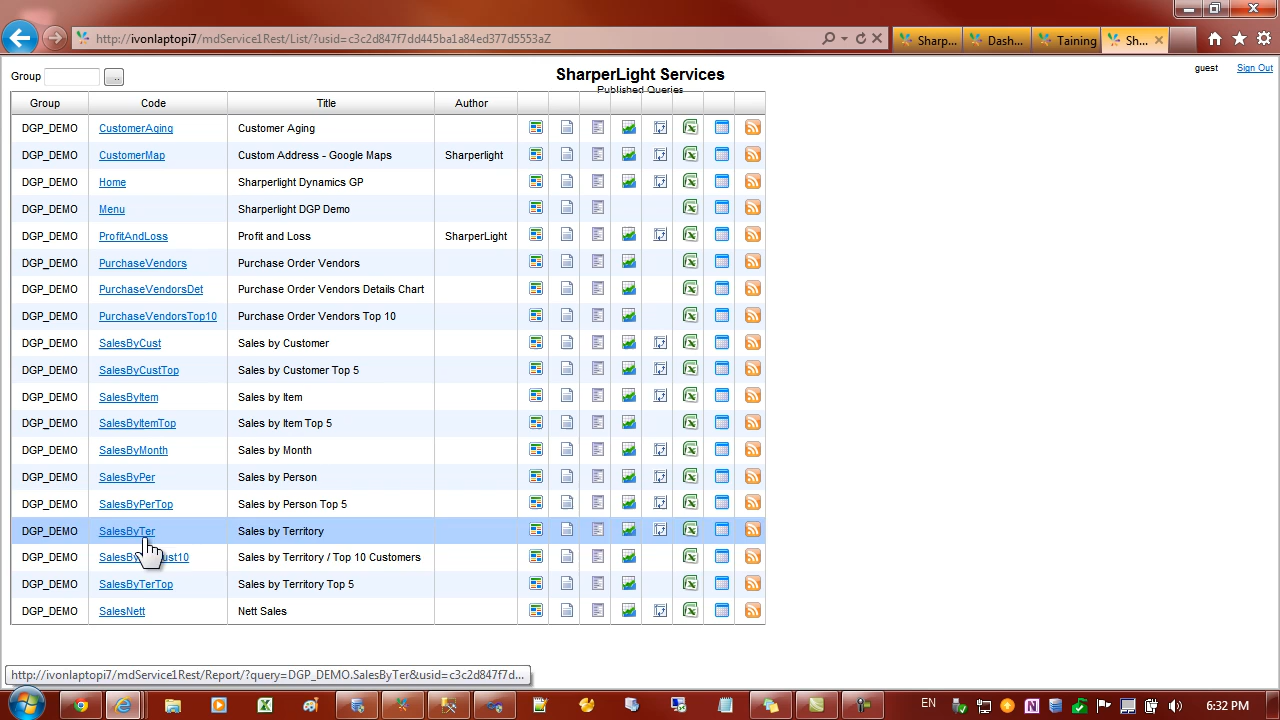 http://ivonlaptopi7/mdService1Rest/List/?usid=c3c2d847f7dd445ba1a84ed377d5553aZ
Sharp...
Dash...
Taining
Sh...
Group
...
SharperLight Services
Published Queries
guest
Sign Out
Group Code Title Author
DGP_DEMO CustomerAging Customer Aging
DGP_DEMO CustomerMap Custom Address - Google Maps Sharperlight
DGP_DEMO Home Sharperlight Dynamics GP
DGP_DEMO Menu Sharperlight DGP Demo
DGP_DEMO ProfitAndLoss Profit and Loss SharperLight
DGP_DEMO PurchaseVendors Purchase Order Vendors
DGP_DEMO PurchaseVendorsDet Purchase Order Vendors Details Chart
DGP_DEMO PurchaseVendorsTop10 Purchase Order Vendors Top 10
DGP_DEMO SalesByCust Sales by Customer
DGP_DEMO SalesByCustTop Sales by Customer Top 5
DGP_DEMO SalesByItem Sales by Item
DGP_DEMO SalesByItemTop Sales by Item Top 5
DGP_DEMO SalesByMonth Sales by Month
DGP_DEMO SalesByPer Sales by Person
DGP_DEMO SalesByPerTop Sales by Person Top 5
DGP_DEMO SalesByTer Sales by Territory
DGP_DEMO Sales by Territory / Top 10 Customers
DGP_DEMO SalesByTerTop Sales by Territory Top 5
DGP_DEMO SalesNett Nett Sales
http://ivonlaptopi7/mdService1Rest/Report/?query=DGP_DEMO.SalesByTer&usid=c3c2d847f7d...
EN
6:32 PM